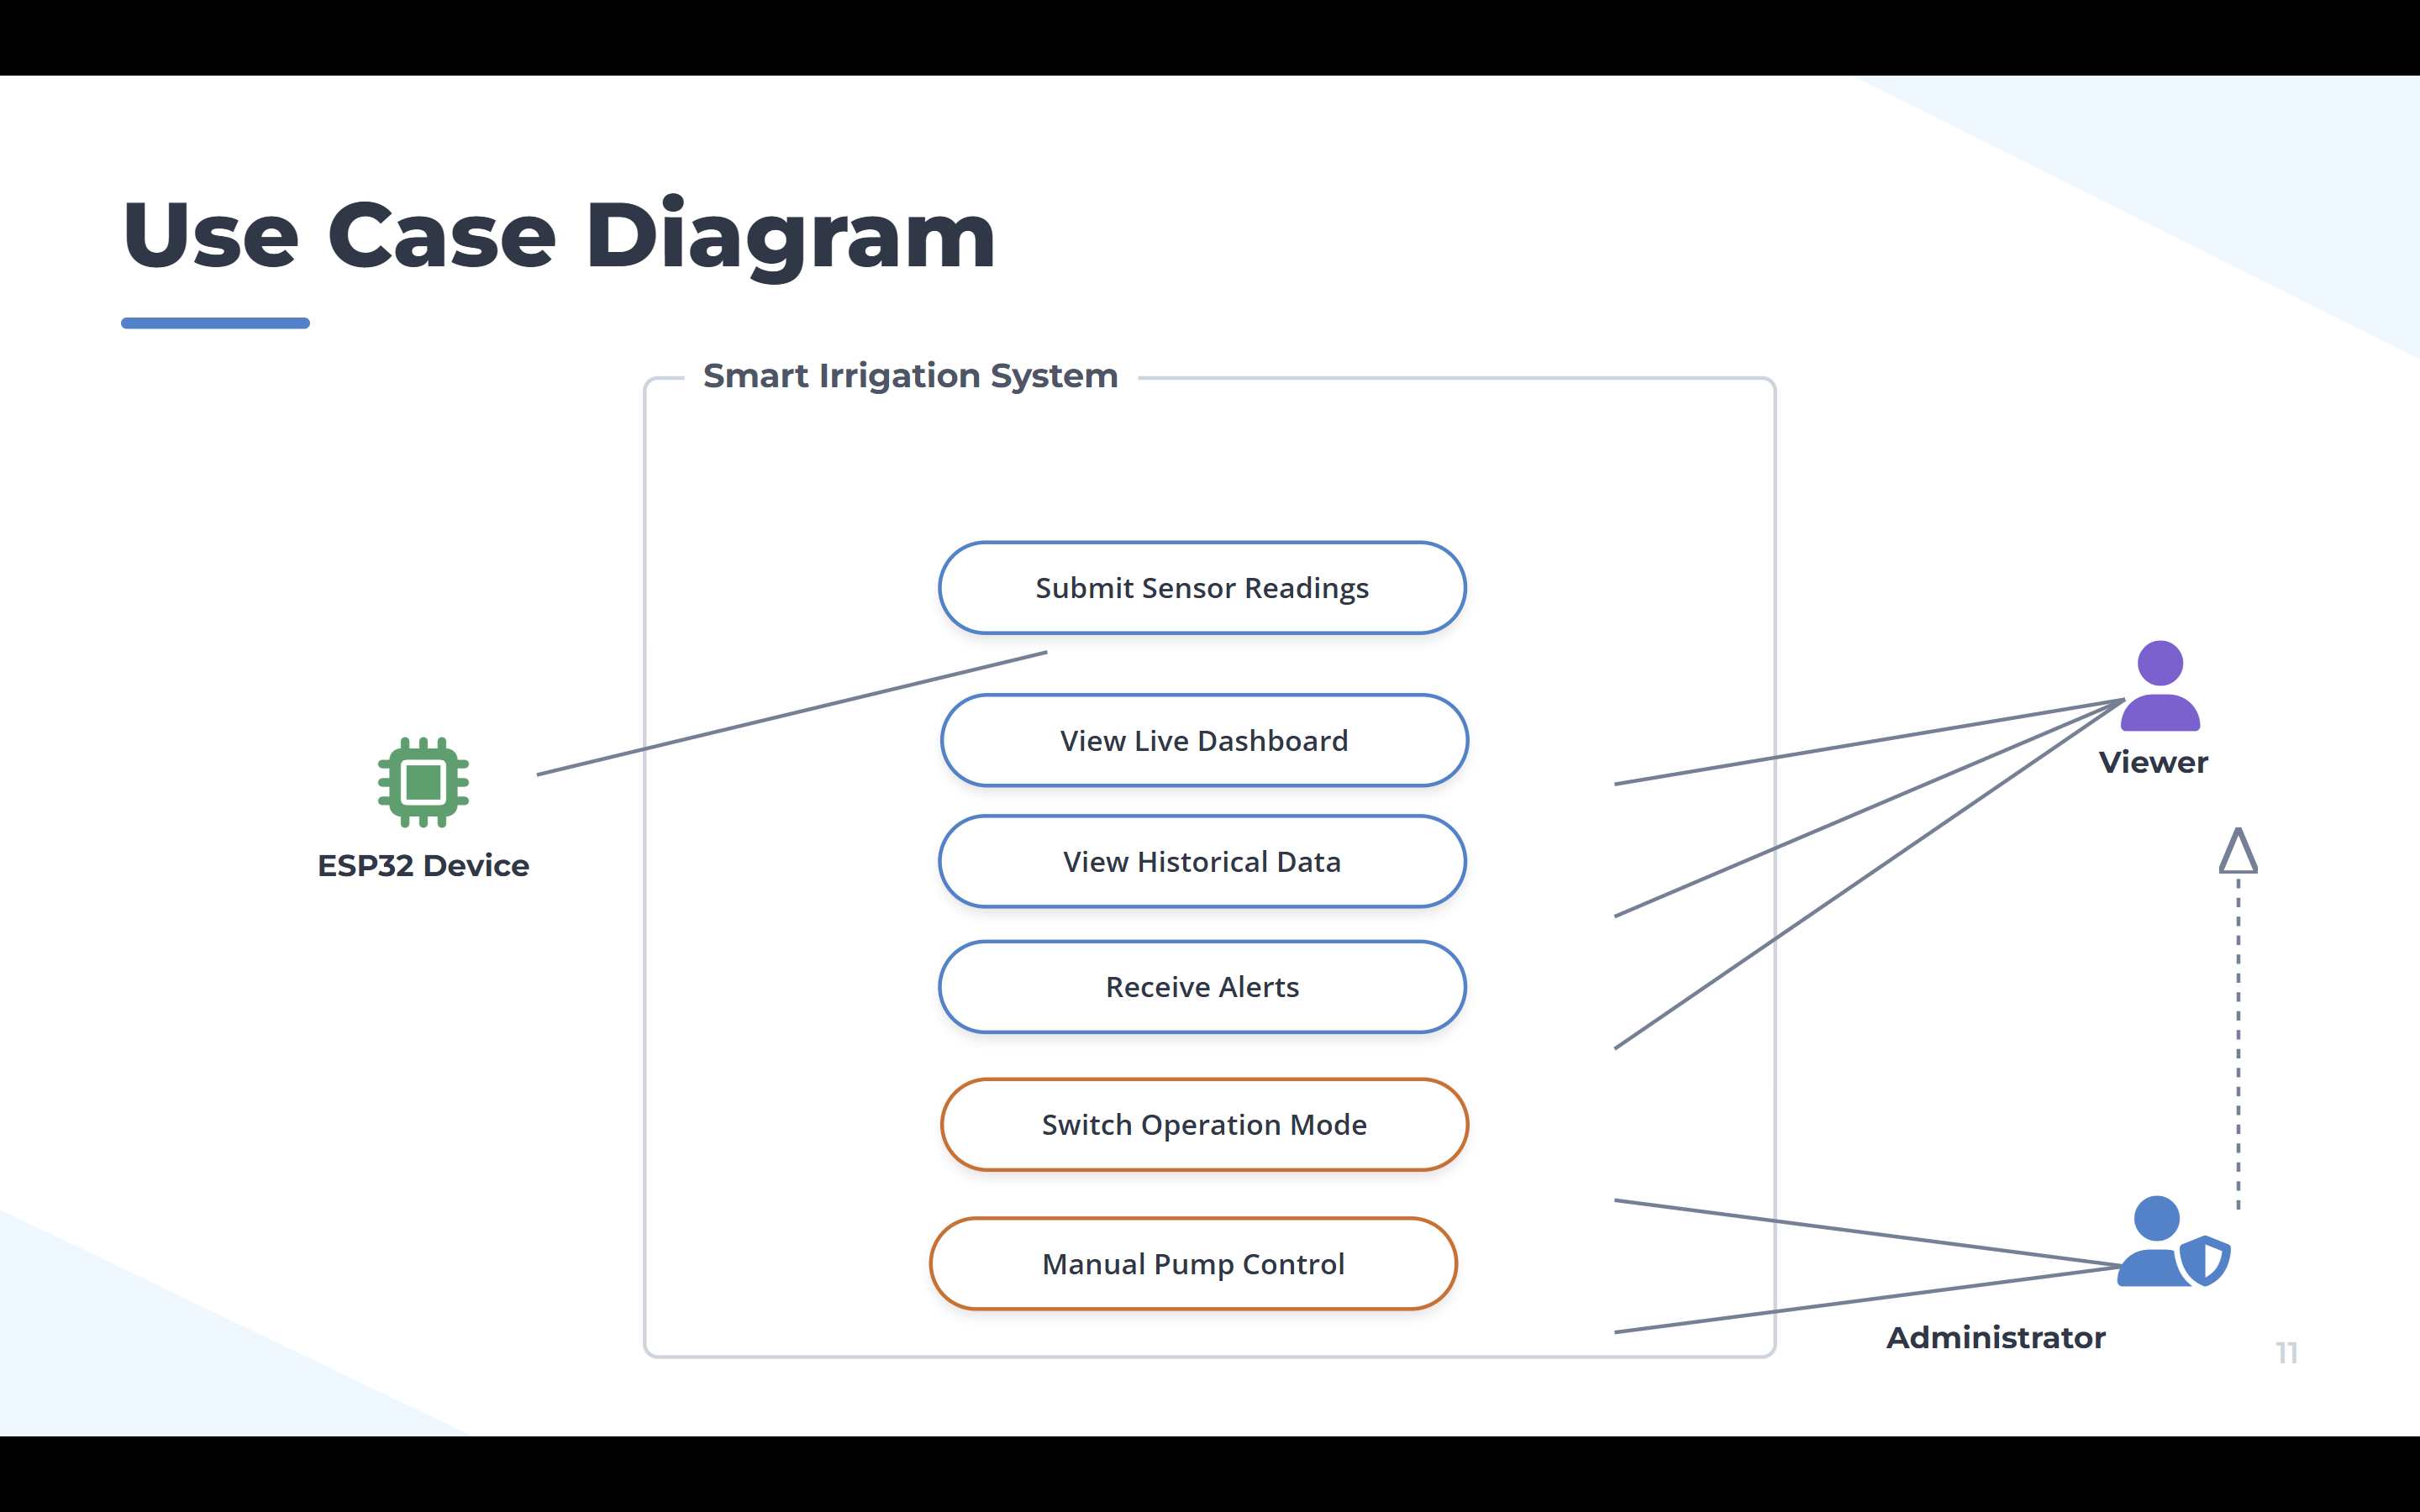 Use Case Diagram
Smart Irrigation System
Submit Sensor Readings
View Live Dashboard
Viewer
View Historical Data
ESP32 Device
Receive Alerts
Switch Operation Mode
Manual Pump Control
Administrator
11